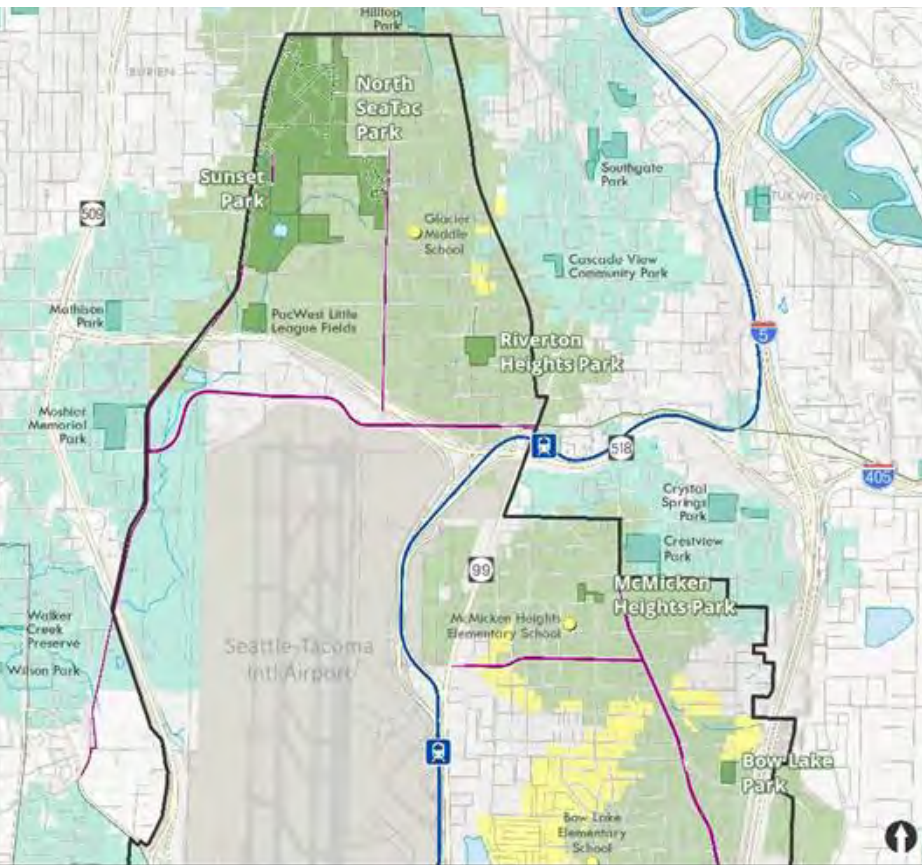 Hilltop
Park
BURIEN
North
SeaTac
Park
Sunset
Park
Southgate
Park
TUKWILA
509
Glacier
Middle
School
Cascade View
Community Park
Mathison
Park
PacWest Little
League Fields
5
Riverton
Heights Park
Moshier
Memorial
Park
518
405
Crystal
Springs
Park
Crestview
Park
99
McMicken
Heights Park
McMicken Heights
Elementary School
Walker
Creek
Preserve
Wilson Park
Seattle-Tacoma
Intl Airport
Bow Lake
Park
Bow Lake
Elementary
School